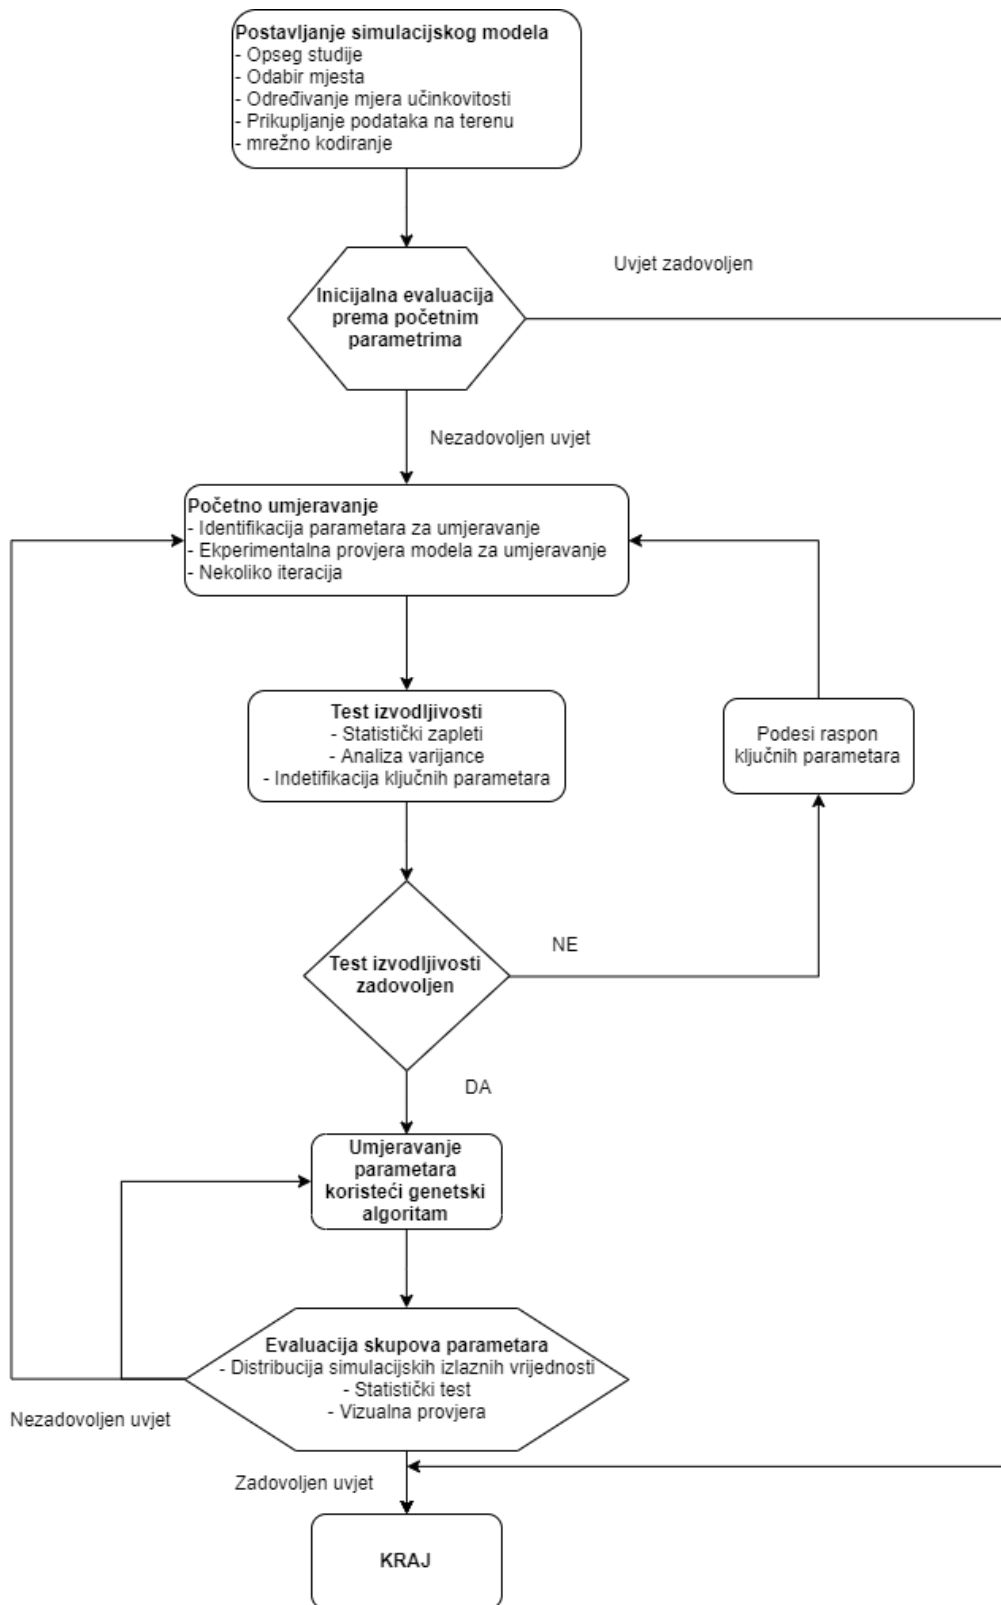 Postavljanje simulacijskog modela
- Opseg studije
- Odabir mjesta
- Određivanje mjera učinkovitosti
- Prikupljanje podataka na terenu
- mrežno kodiranje
Uvjet zadovoljen
Inicijalna evaluacija
prema početnim
parametrima
Nezadovoljen uvjet
Početno umjeravanje
- Identifikacija parametara za umjeravanje
- Ekperimentalna provjera modela za umjeravanje
- Nekoliko iteracija
Test izvodljivosti
- Statistički zapleti
- Analiza varijance
- Indetifikacija ključnih parametara
Podesi raspon
ključnih parametara
NE
Test izvodljivosti
zadovoljen
DA
Umjeravanje
parametara
koristeći genetski
algoritam
Evaluacija skupova parametara
- Distribucija simulacijskih izlaznih vrijednosti
- Statistički test
- Vizualna provjera
Nezadovoljen uvjet
Zadovoljen uvjet
KRAJ